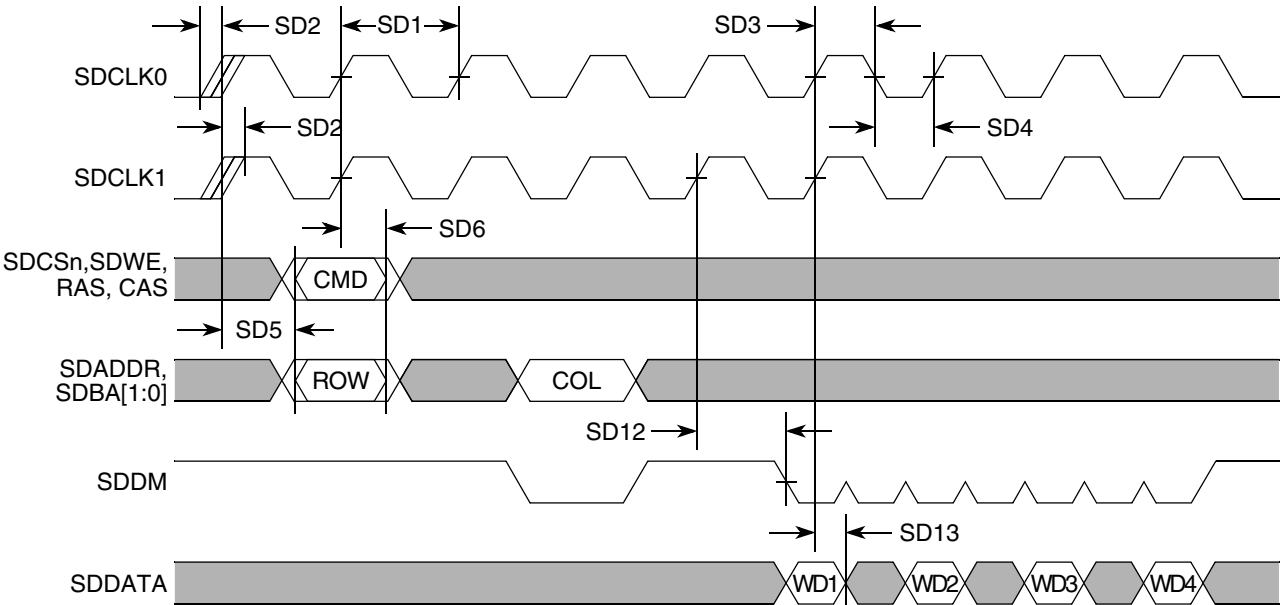 SD2
SD1
SD3
SDCLK0
SD2
SD4
SDCLK1
SD6
SDCSn,SDWE,
RAS, CAS
CMD
SD5
SDADDR,
SDBA[1:0]
ROW
COL
SD12
SDDM
SD13
SDDATA
WD1
WD2
WD3
WD4